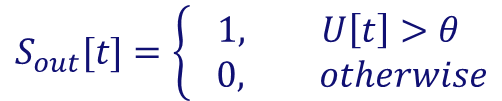 S_out[t] = { 1, U[t] > θ
0, otherwise